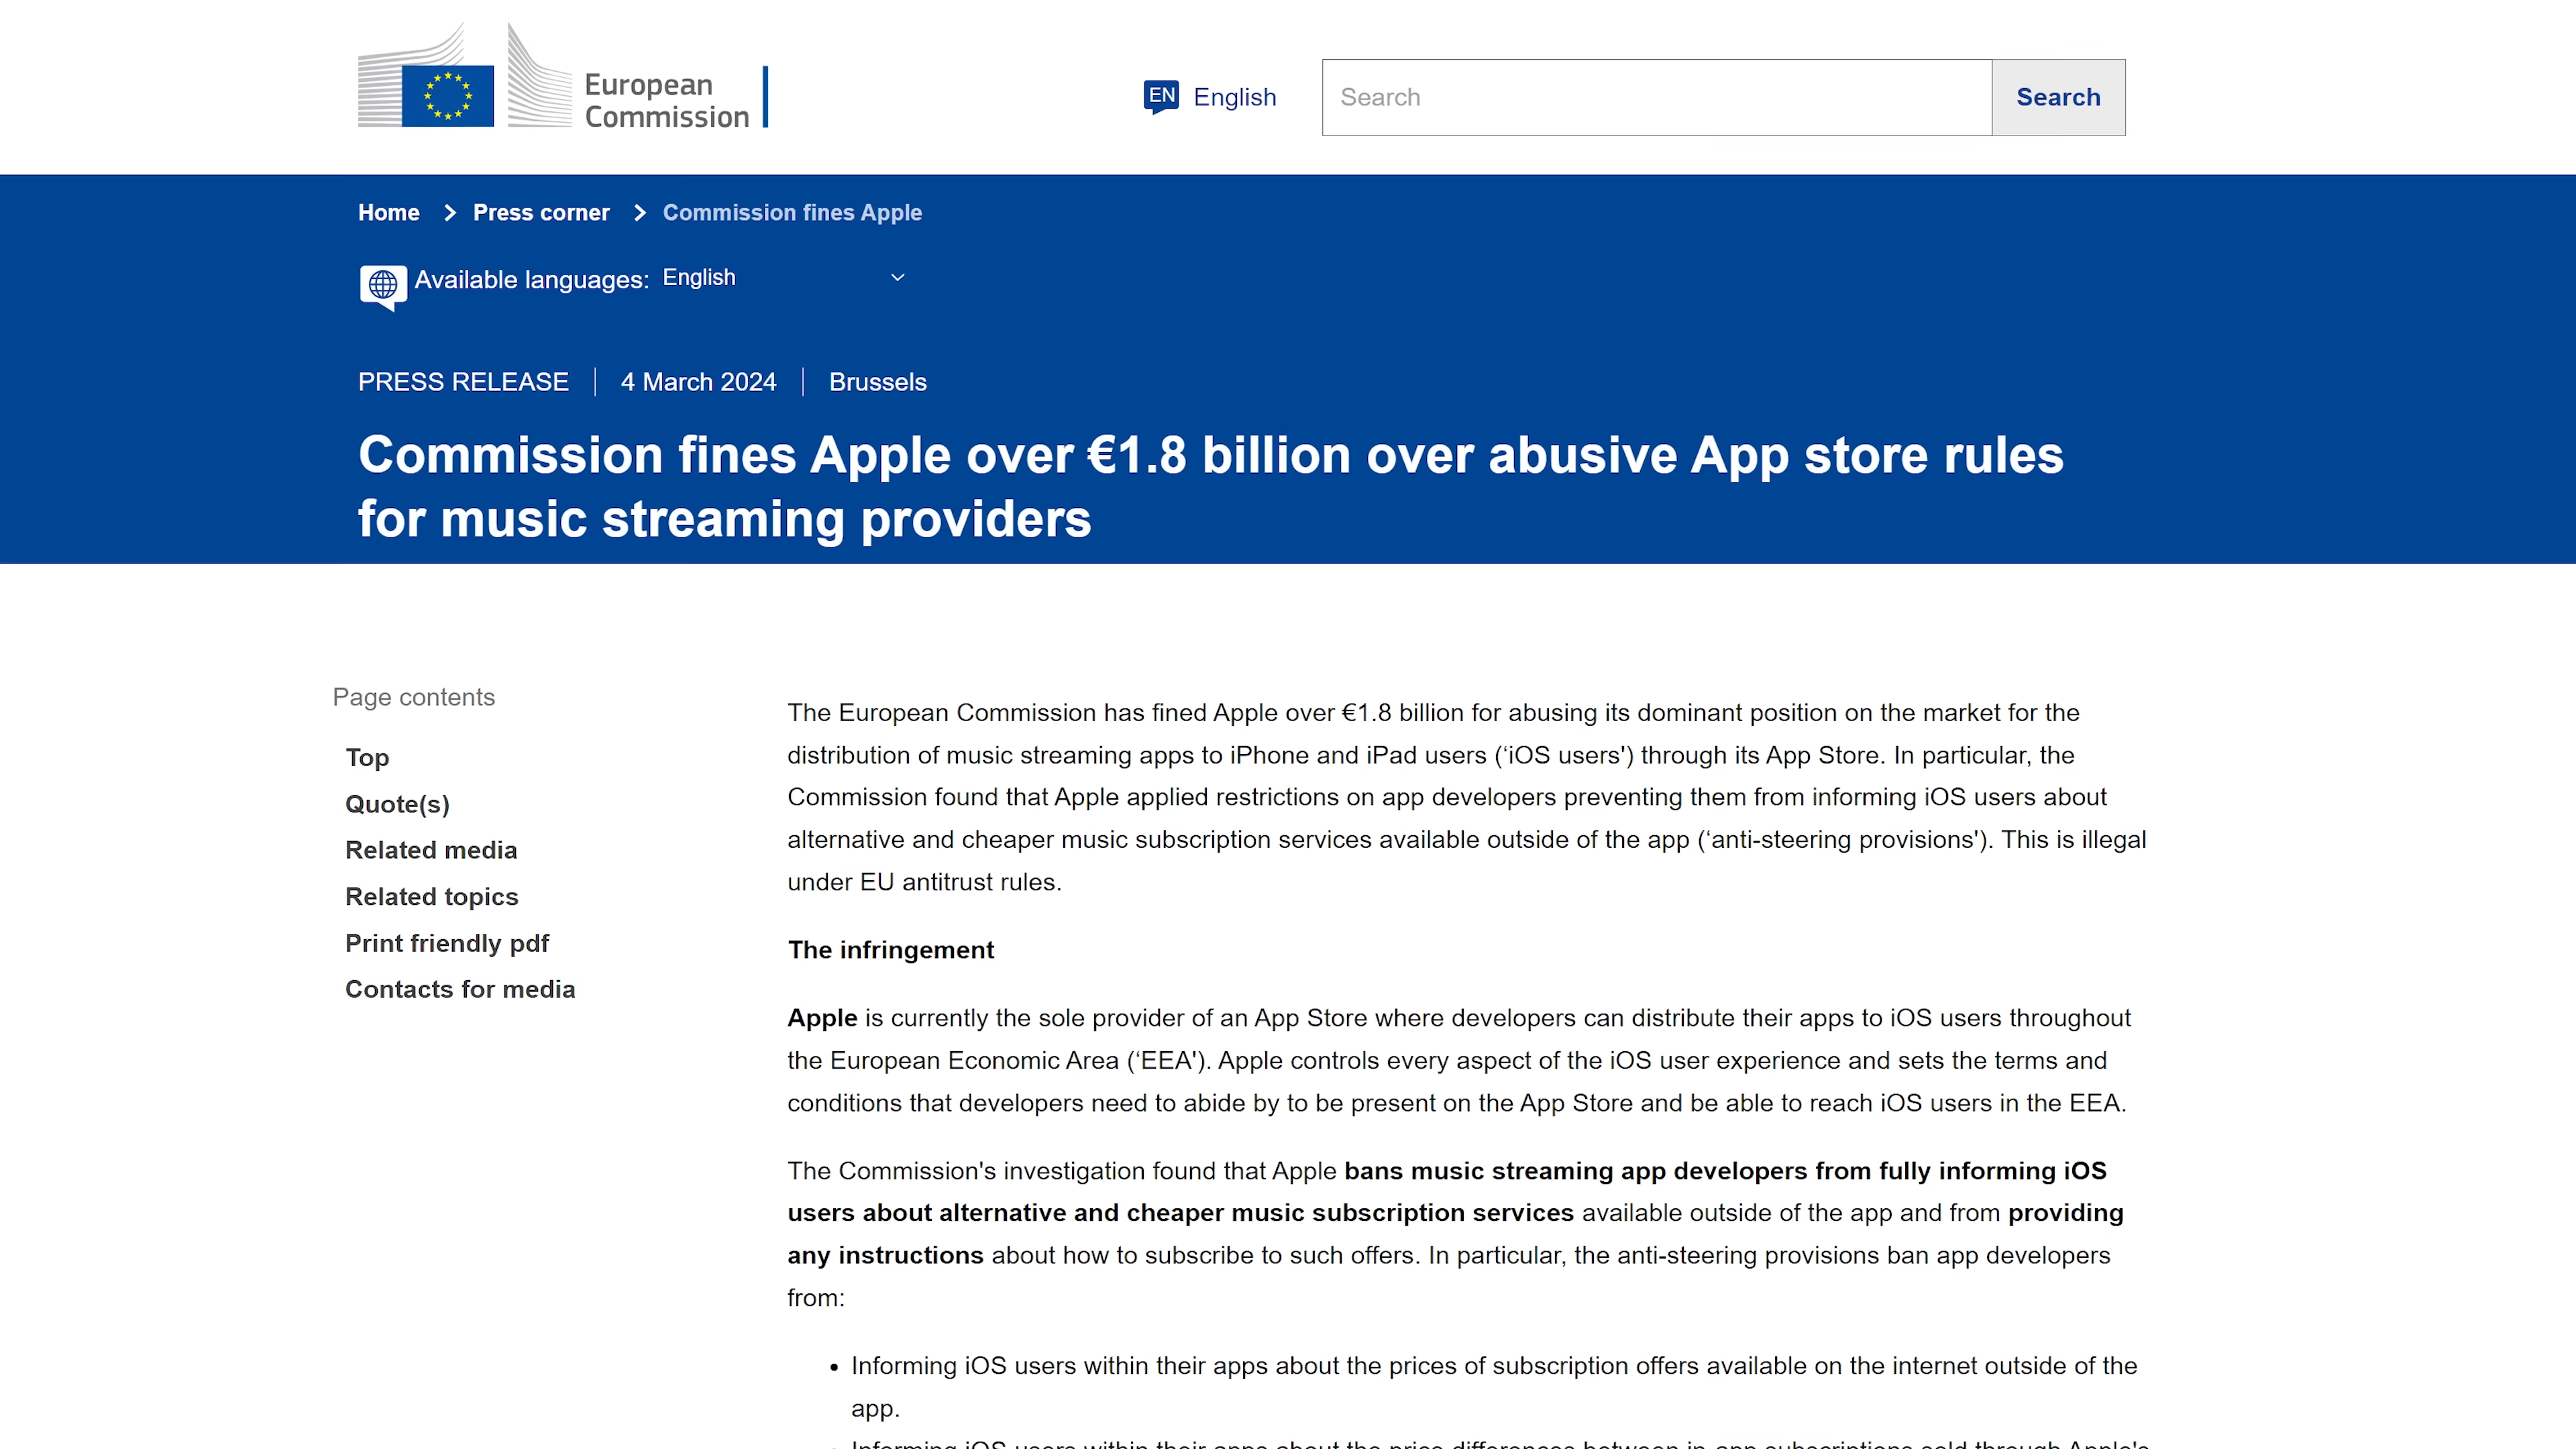 European
Commission
EN English
Search
Search
Home > Press corner > Commission fines Apple
Available languages: English
PRESS RELEASE | 4 March 2024 | Brussels
Commission fines Apple over €1.8 billion over abusive App store rules
for music streaming providers
Page contents
Top
Quote(s)
Related media
Related topics
Print friendly pdf
Contacts for media
The European Commission has fined Apple over €1.8 billion for abusing its dominant position on the market for the
distribution of music streaming apps to iPhone and iPad users (‘iOS users') through its App Store. In particular, the
Commission found that Apple applied restrictions on app developers preventing them from informing iOS users about
alternative and cheaper music subscription services available outside of the app (‘anti-steering provisions'). This is illegal
under EU antitrust rules.
The infringement
Apple is currently the sole provider of an App Store where developers can distribute their apps to iOS users throughout
the European Economic Area (‘EEA'). Apple controls every aspect of the iOS user experience and sets the terms and
conditions that developers need to abide by to be present on the App Store and be able to reach iOS users in the EEA.
The Commission's investigation found that Apple bans music streaming app developers from fully informing iOS
users about alternative and cheaper music subscription services available outside of the app and from providing
any instructions about how to subscribe to such offers. In particular, the anti-steering provisions ban app developers
from:
• Informing iOS users within their apps about the prices of subscription offers available on the internet outside of the
app.
Informing iOS users within their apps about the price differences between in-app subscriptions sold through Apple's